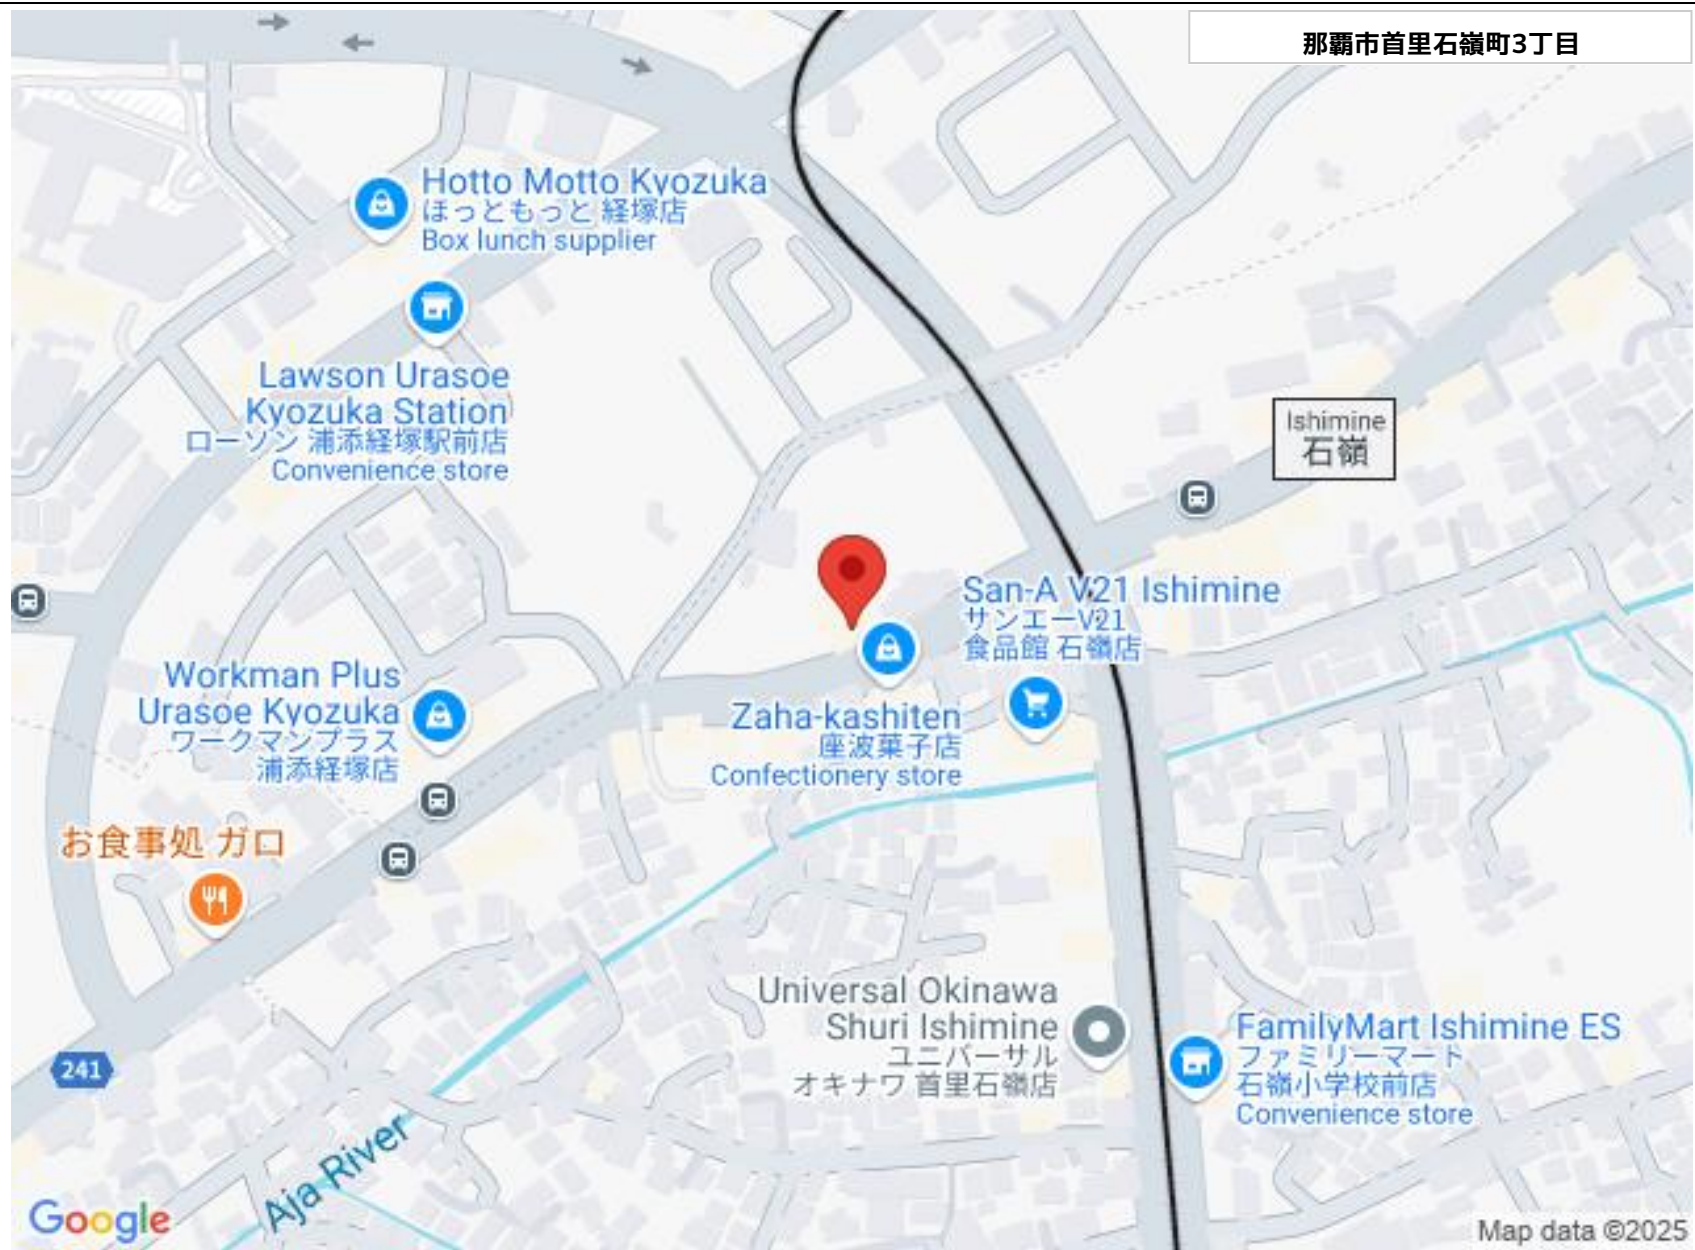 那覇市首里石嶺町3丁目
Hotto Motto Kyozuka
ほっともっと 経塚店
Box lunch supplier
Lawson Urasoe
Kyozuka Station
ローソン 浦添経塚駅前店
Convenience store
Ishimine
石嶺
San-A V21 Ishimine
サンエーV21
食品館 石嶺店
Workman Plus
Urasoe Kyozuka
ワークマンプラス
浦添経塚店
Zaha-kashiten
座波菓子店
Confectionery store
お食事処 ガロ
Universal Okinawa
Shuri Ishimine
ユニバーサル
オキナワ 首里石嶺店
FamilyMart Ishimine ES
ファミリーマート
石嶺小学校前店
Convenience store
241
Aja River
Google
Map data ©2025